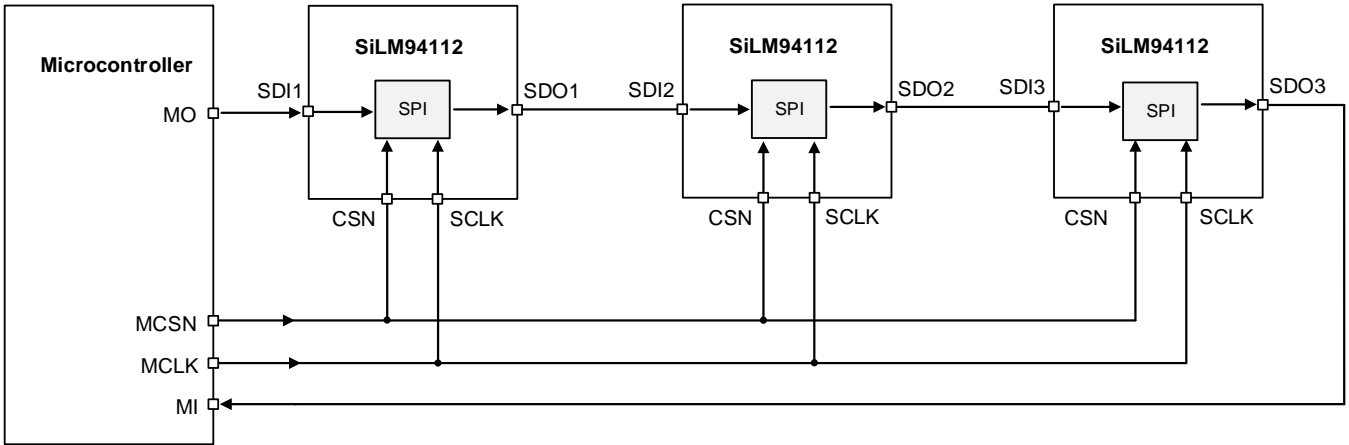 SiLM94112
SiLM94112
SiLM94112
Microcontroller
MO
SDI1
SPI
SDO1
SDI2
SPI
SDO2
SDI3
SPI
SDO3
CSN
SCLK
CSN
SCLK
CSN
SCLK
MCSN
MCLK
MI